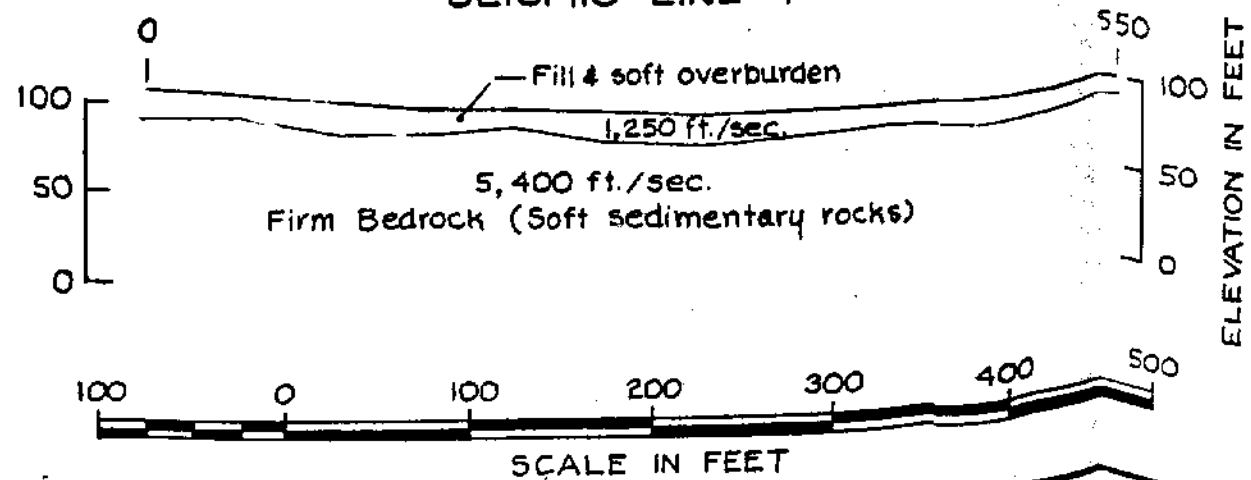 0 550
Fill & soft overburden
100 100
1,250 ft./sec.
50 50
5,400 ft./sec.
Firm Bedrock (Soft sedimentary rocks)
0 0
ELEVATION IN FEET
100 0 100 200 300 400 500
SCALE IN FEET